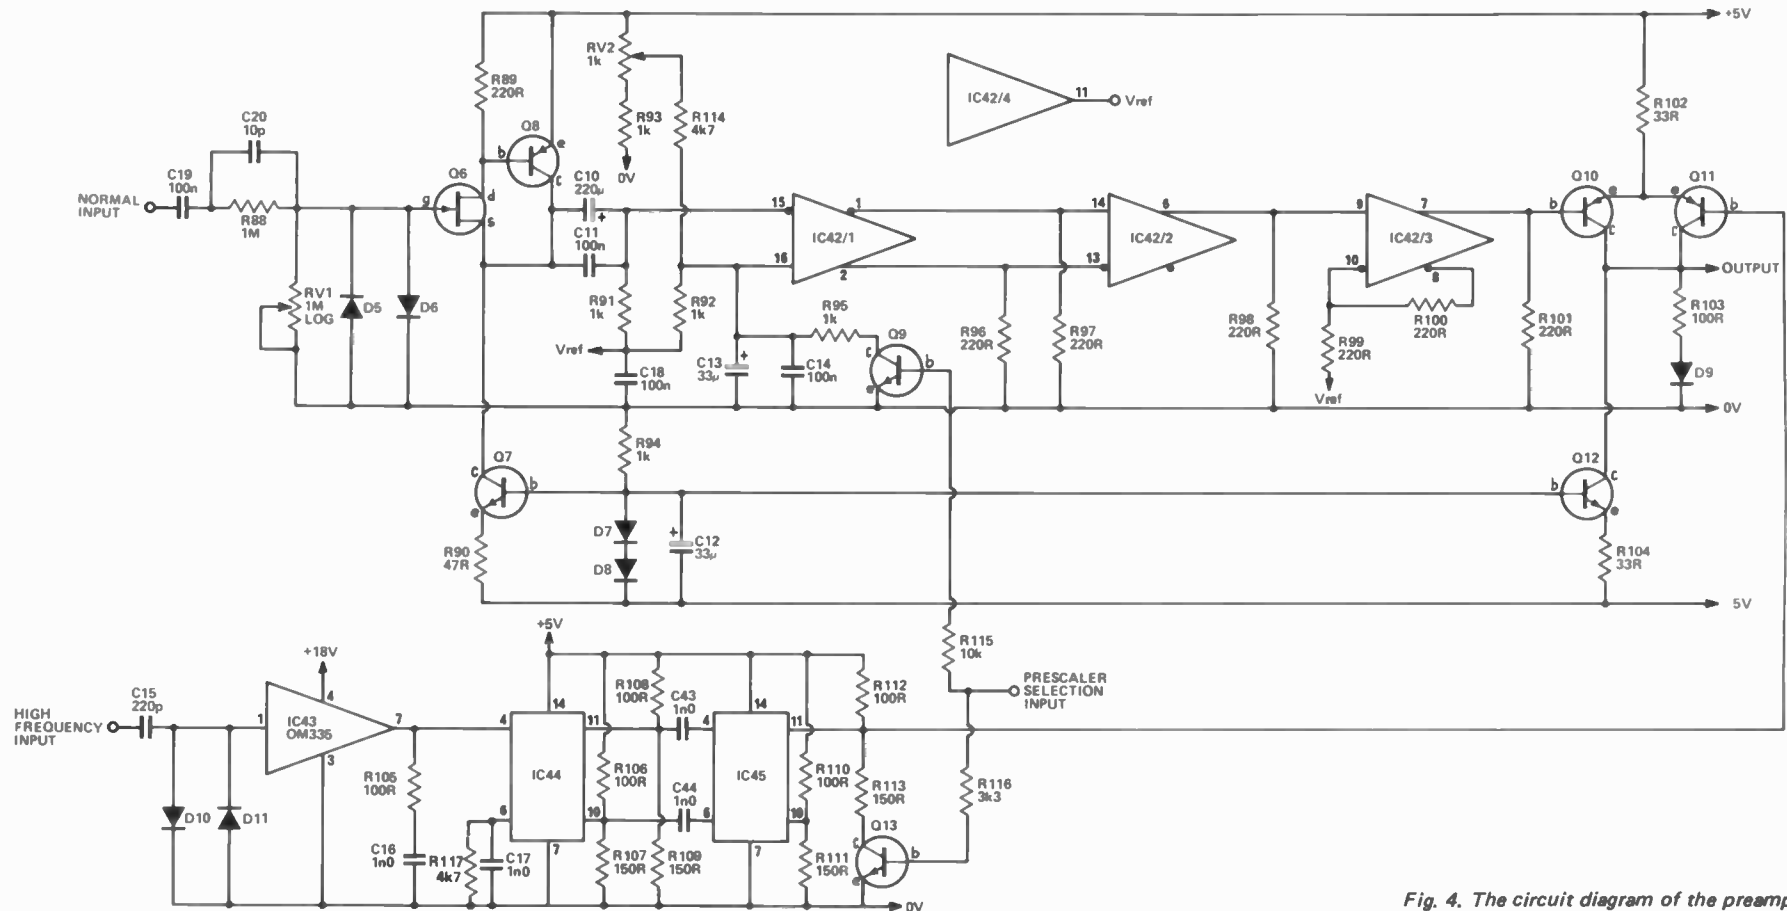 +5V
RV2
1k
R89
220R
IC42/4
11
Vref
R102
33R
C20
10p
Q8
b
e
c
R93
1k
R114
4k7
0V
C19
100n
NORMAL
INPUT
R88
1M
Q6
g
d
s
C10
220µ
+
C11
100n
15
16
IC42/1
1
2
14
13
IC42/2
6
9
10
IC42/3
7
8
Q10
b
e
c
Q11
e
b
c
OUTPUT
RV1
1M
LOG
D5
D6
R91
1k
R92
1k
Vref
R95
1k
Q9
c
b
e
C13
33µ
+
C14
100n
C18
100n
R96
220R
R97
220R
R98
220R
R100
220R
R99
220R
Vref
R101
220R
R103
100R
D9
0V
R94
1k
Q7
c
b
e
Q12
b
c
e
D7
D8
+
C12
33µ
R90
47R
R104
33R
5V
+5V
+18V
R115
10k
PRESCALER
SELECTION
INPUT
C15
220p
HIGH
FREQUENCY
INPUT
1
4
IC43
OM335
7
3
R108
100R
C43
1n0
R112
100R
4
14
11
IC44
6
10
7
4
14
11
IC45
6
10
7
R105
100R
R106
100R
C44
1n0
R110
100R
R113
150R
R116
3k3
D10
D11
C16
1n0
R117
4k7
C17
1n0
R107
150R
R109
150R
R111
150R
Q13
c
b
e
0V
Fig. 4. The circuit diagram of the preamp